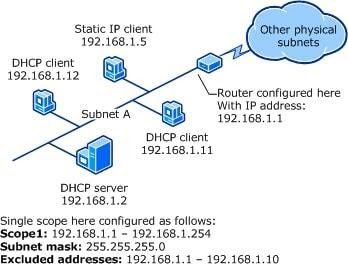 Static IP client
192.168.1.5
Other physical
subnets
DHCP client
192.168.1.12
Router configured here
With IP address:
192.168.1.1
Subnet A
DHCP client
192.168.1.11
DHCP server
192.168.1.2
Single scope here configured as follows:
Scope1: 192.168.1.1 – 192.168.1.254
Subnet mask: 255.255.255.0
Excluded addresses: 192.168.1.1 – 192.168.1.10